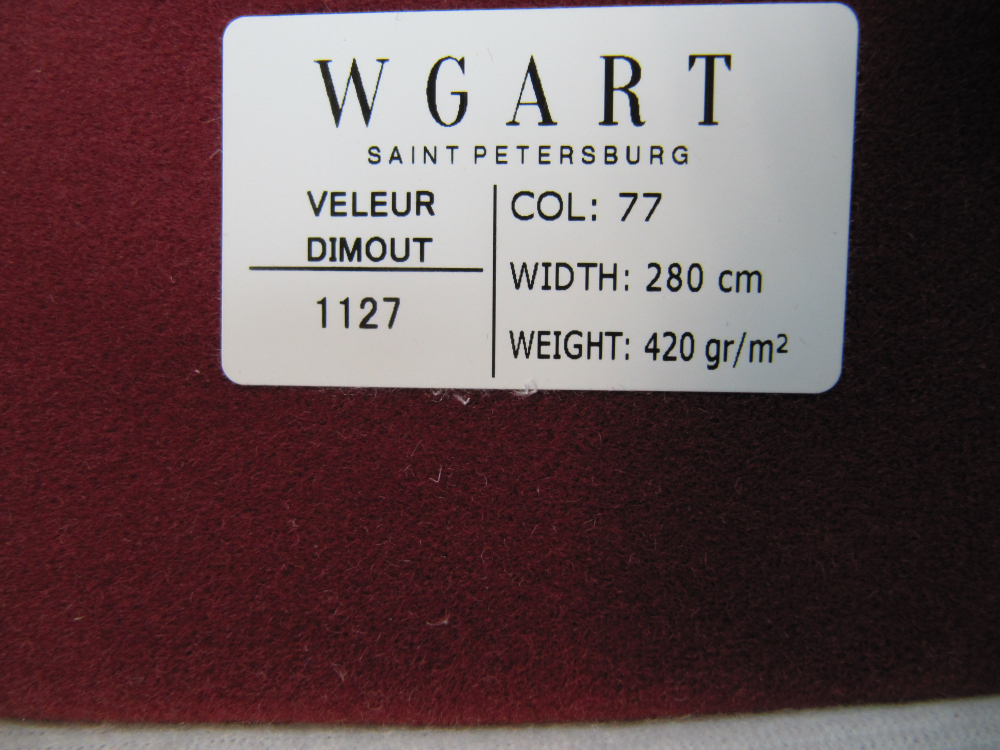 WGART
SAINT PETERSBURG
VELEUR
DIMOUT
1127
COL: 77
WIDTH: 280 cm
WEIGHT: 420 gr/m²